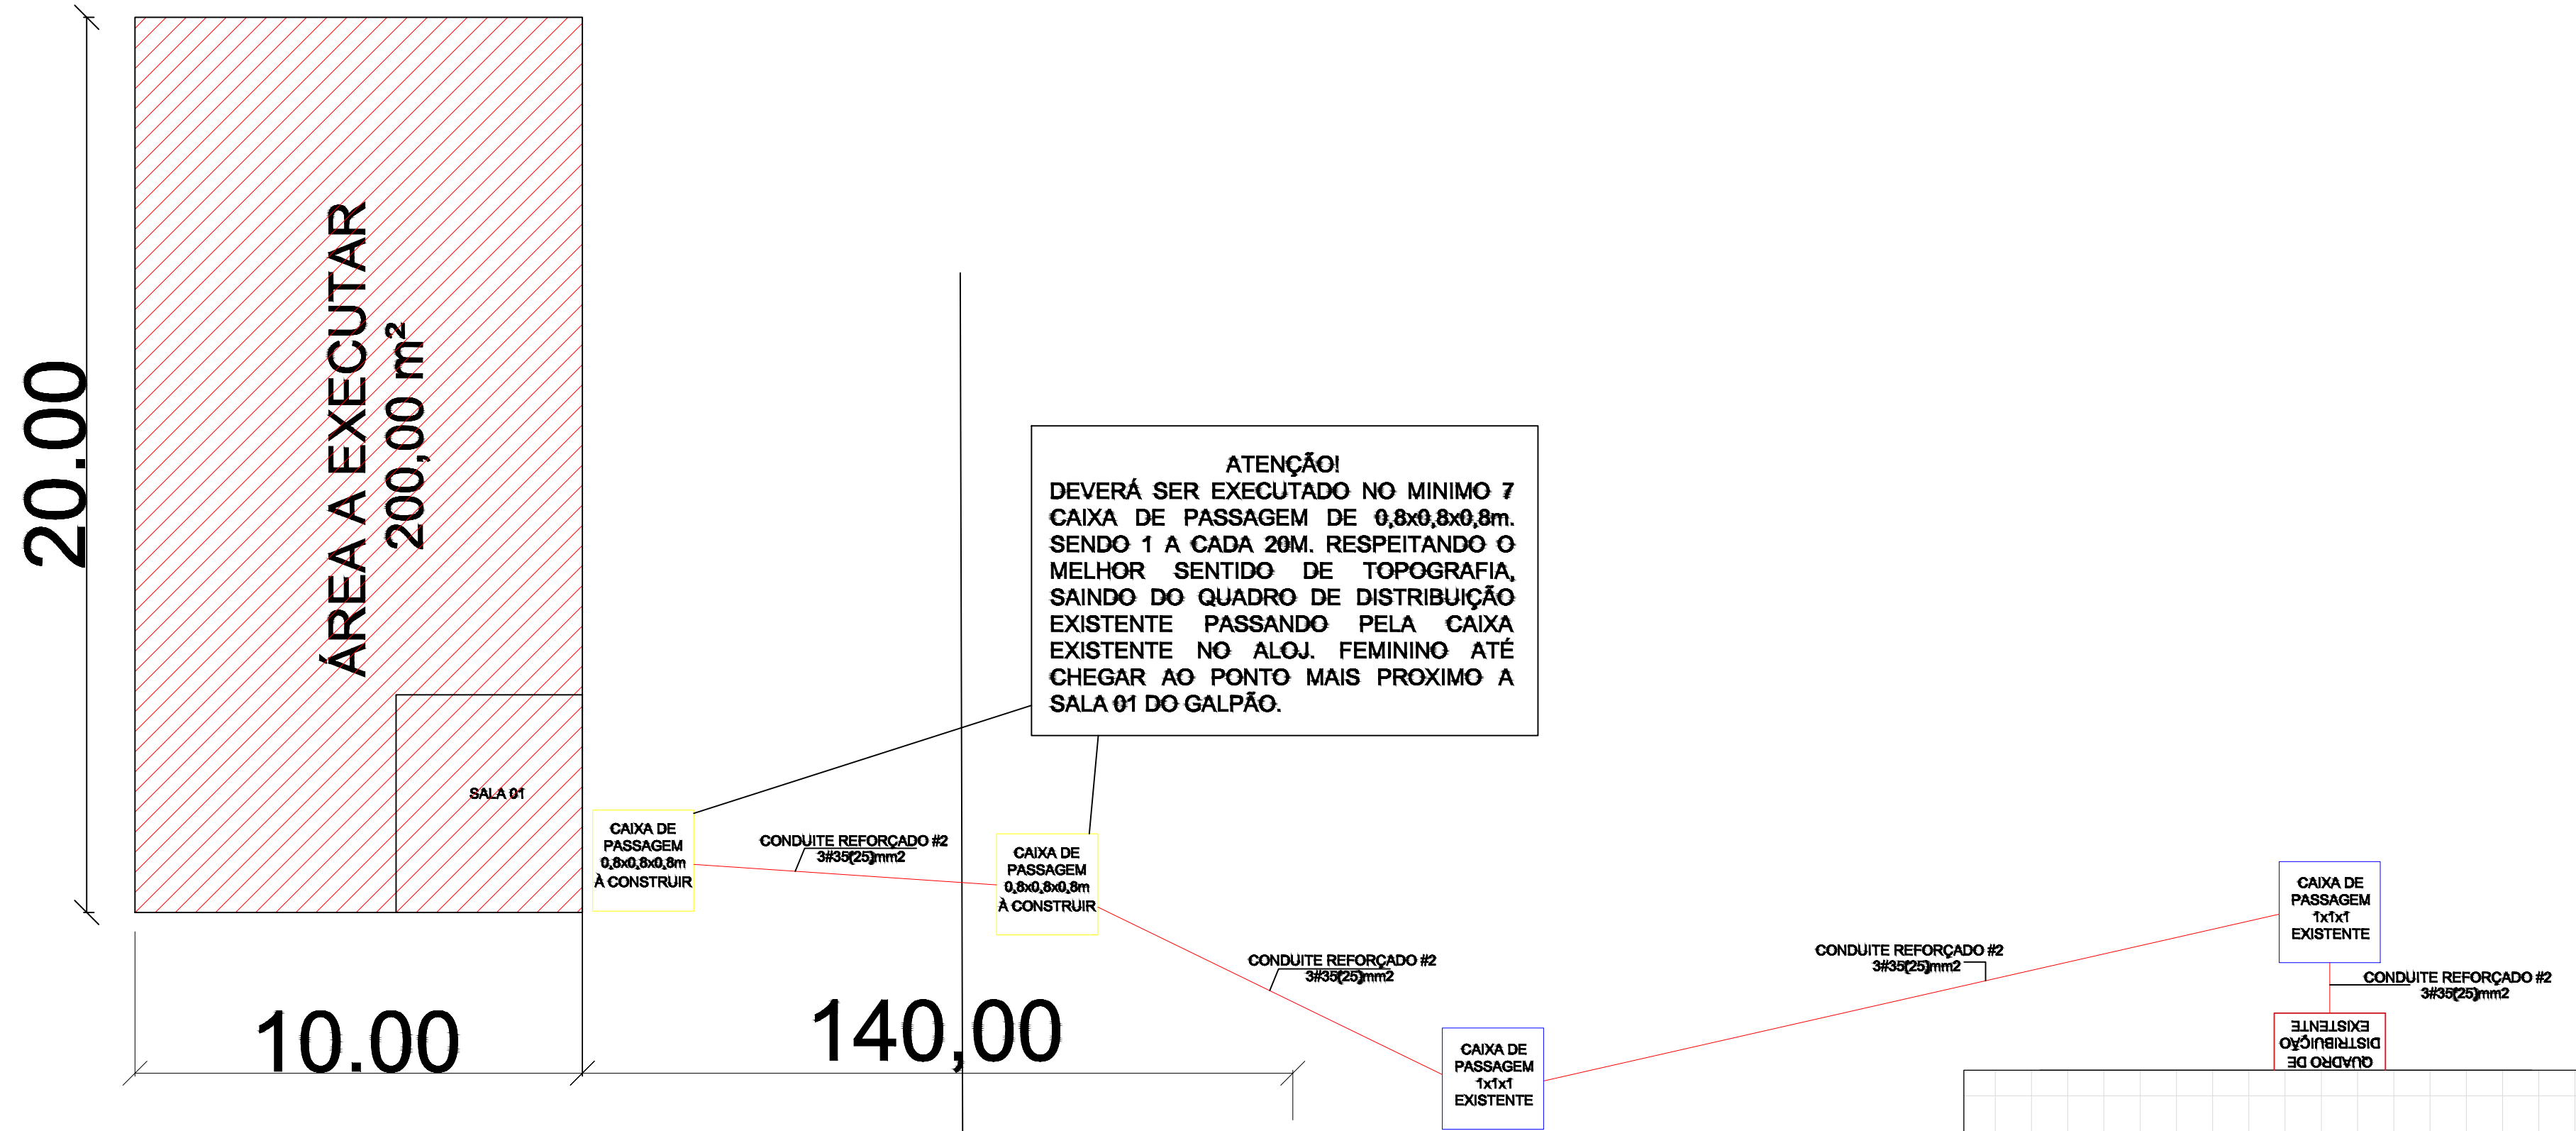 20.00
ÁREA A EXECUTAR
200,00 m²
SALA 01
10.00
140,00
ATENÇÃO!
DEVERÁ SER EXECUTADO NO MINIMO 7
CAIXA DE PASSAGEM DE 0,8x0,8x0,8m.
SENDO 1 A CADA 20M. RESPEITANDO O
MELHOR SENTIDO DE TOPOGRAFIA,
SAINDO DO QUADRO DE DISTRIBUIÇÃO
EXISTENTE PASSANDO PELA CAIXA
EXISTENTE NO ALOJ. FEMININO ATÉ
CHEGAR AO PONTO MAIS PROXIMO A
SALA 01 DO GALPÃO.
CAIXA DE
PASSAGEM
0,8x0,8x0,8m
À CONSTRUIR
CONDUITE REFORÇADO #2
3#35(25)mm2
CAIXA DE
PASSAGEM
0,8x0,8x0,8m
À CONSTRUIR
CONDUITE REFORÇADO #2
3#35(25)mm2
CAIXA DE
PASSAGEM
1x1x1
EXISTENTE
CONDUITE REFORÇADO #2
3#35(25)mm2
CAIXA DE
PASSAGEM
1x1x1
EXISTENTE
CONDUITE REFORÇADO #2
3#35(25)mm2
QUADRO DE
DISTRIBUIÇÃO
EXISTENTE